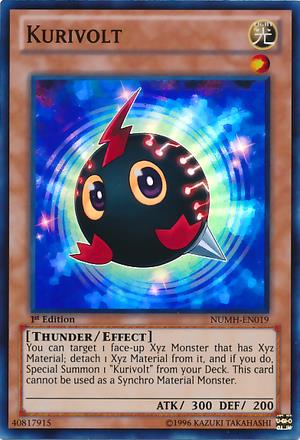 KURIVOLT
LIGHT
光
1st Edition
NUMH-EN019
[THUNDER/EFFECT]
You can target 1 face-up Xyz Monster that has Xyz
Material; detach 1 Xyz Material from it, and if you do,
Special Summon 1 "Kurivolt" from your Deck. This card
cannot be used as a Synchro Material Monster.
ATK/ 300 DEF/ 200
40817915
©1996 KAZUKI TAKAHASHI